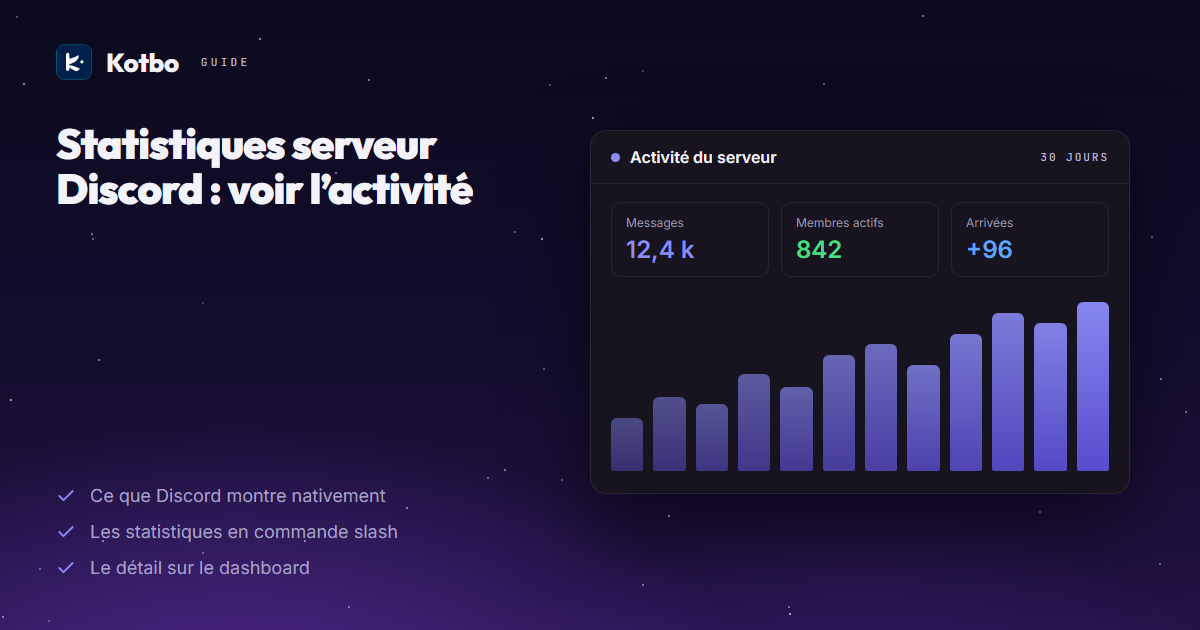 Kotbo GUIDE
Statistiques serveur
Discord : voir l’activité
Ce que Discord montre nativement
Les statistiques en commande slash
Le détail sur le dashboard
Activité du serveur 30 JOURS
Messages Membres actifs Arrivées
12,4 k 842 +96